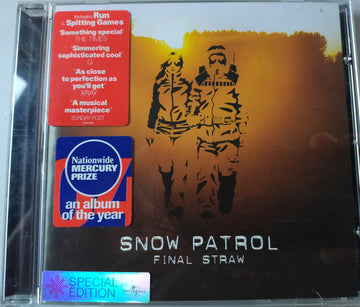 Includes Run
& Spitting Games
'Something special'
THE TIMES
'Simmering
sophisticated cool'
Q
'As close
to perfection as
you'll get'
XRAY
'A musical
masterpiece'
SUNDAY POST
Nationwide
MERCURY
PRIZE
an album
of the year
SNOW PATROL
FINAL STRAW
SPECIAL
EDITION